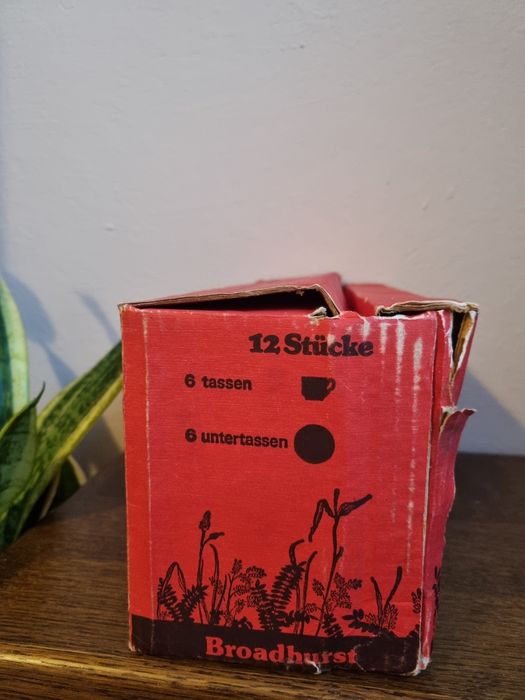 12 Stücke
6 tassen
6 untertassen
Broadhurst